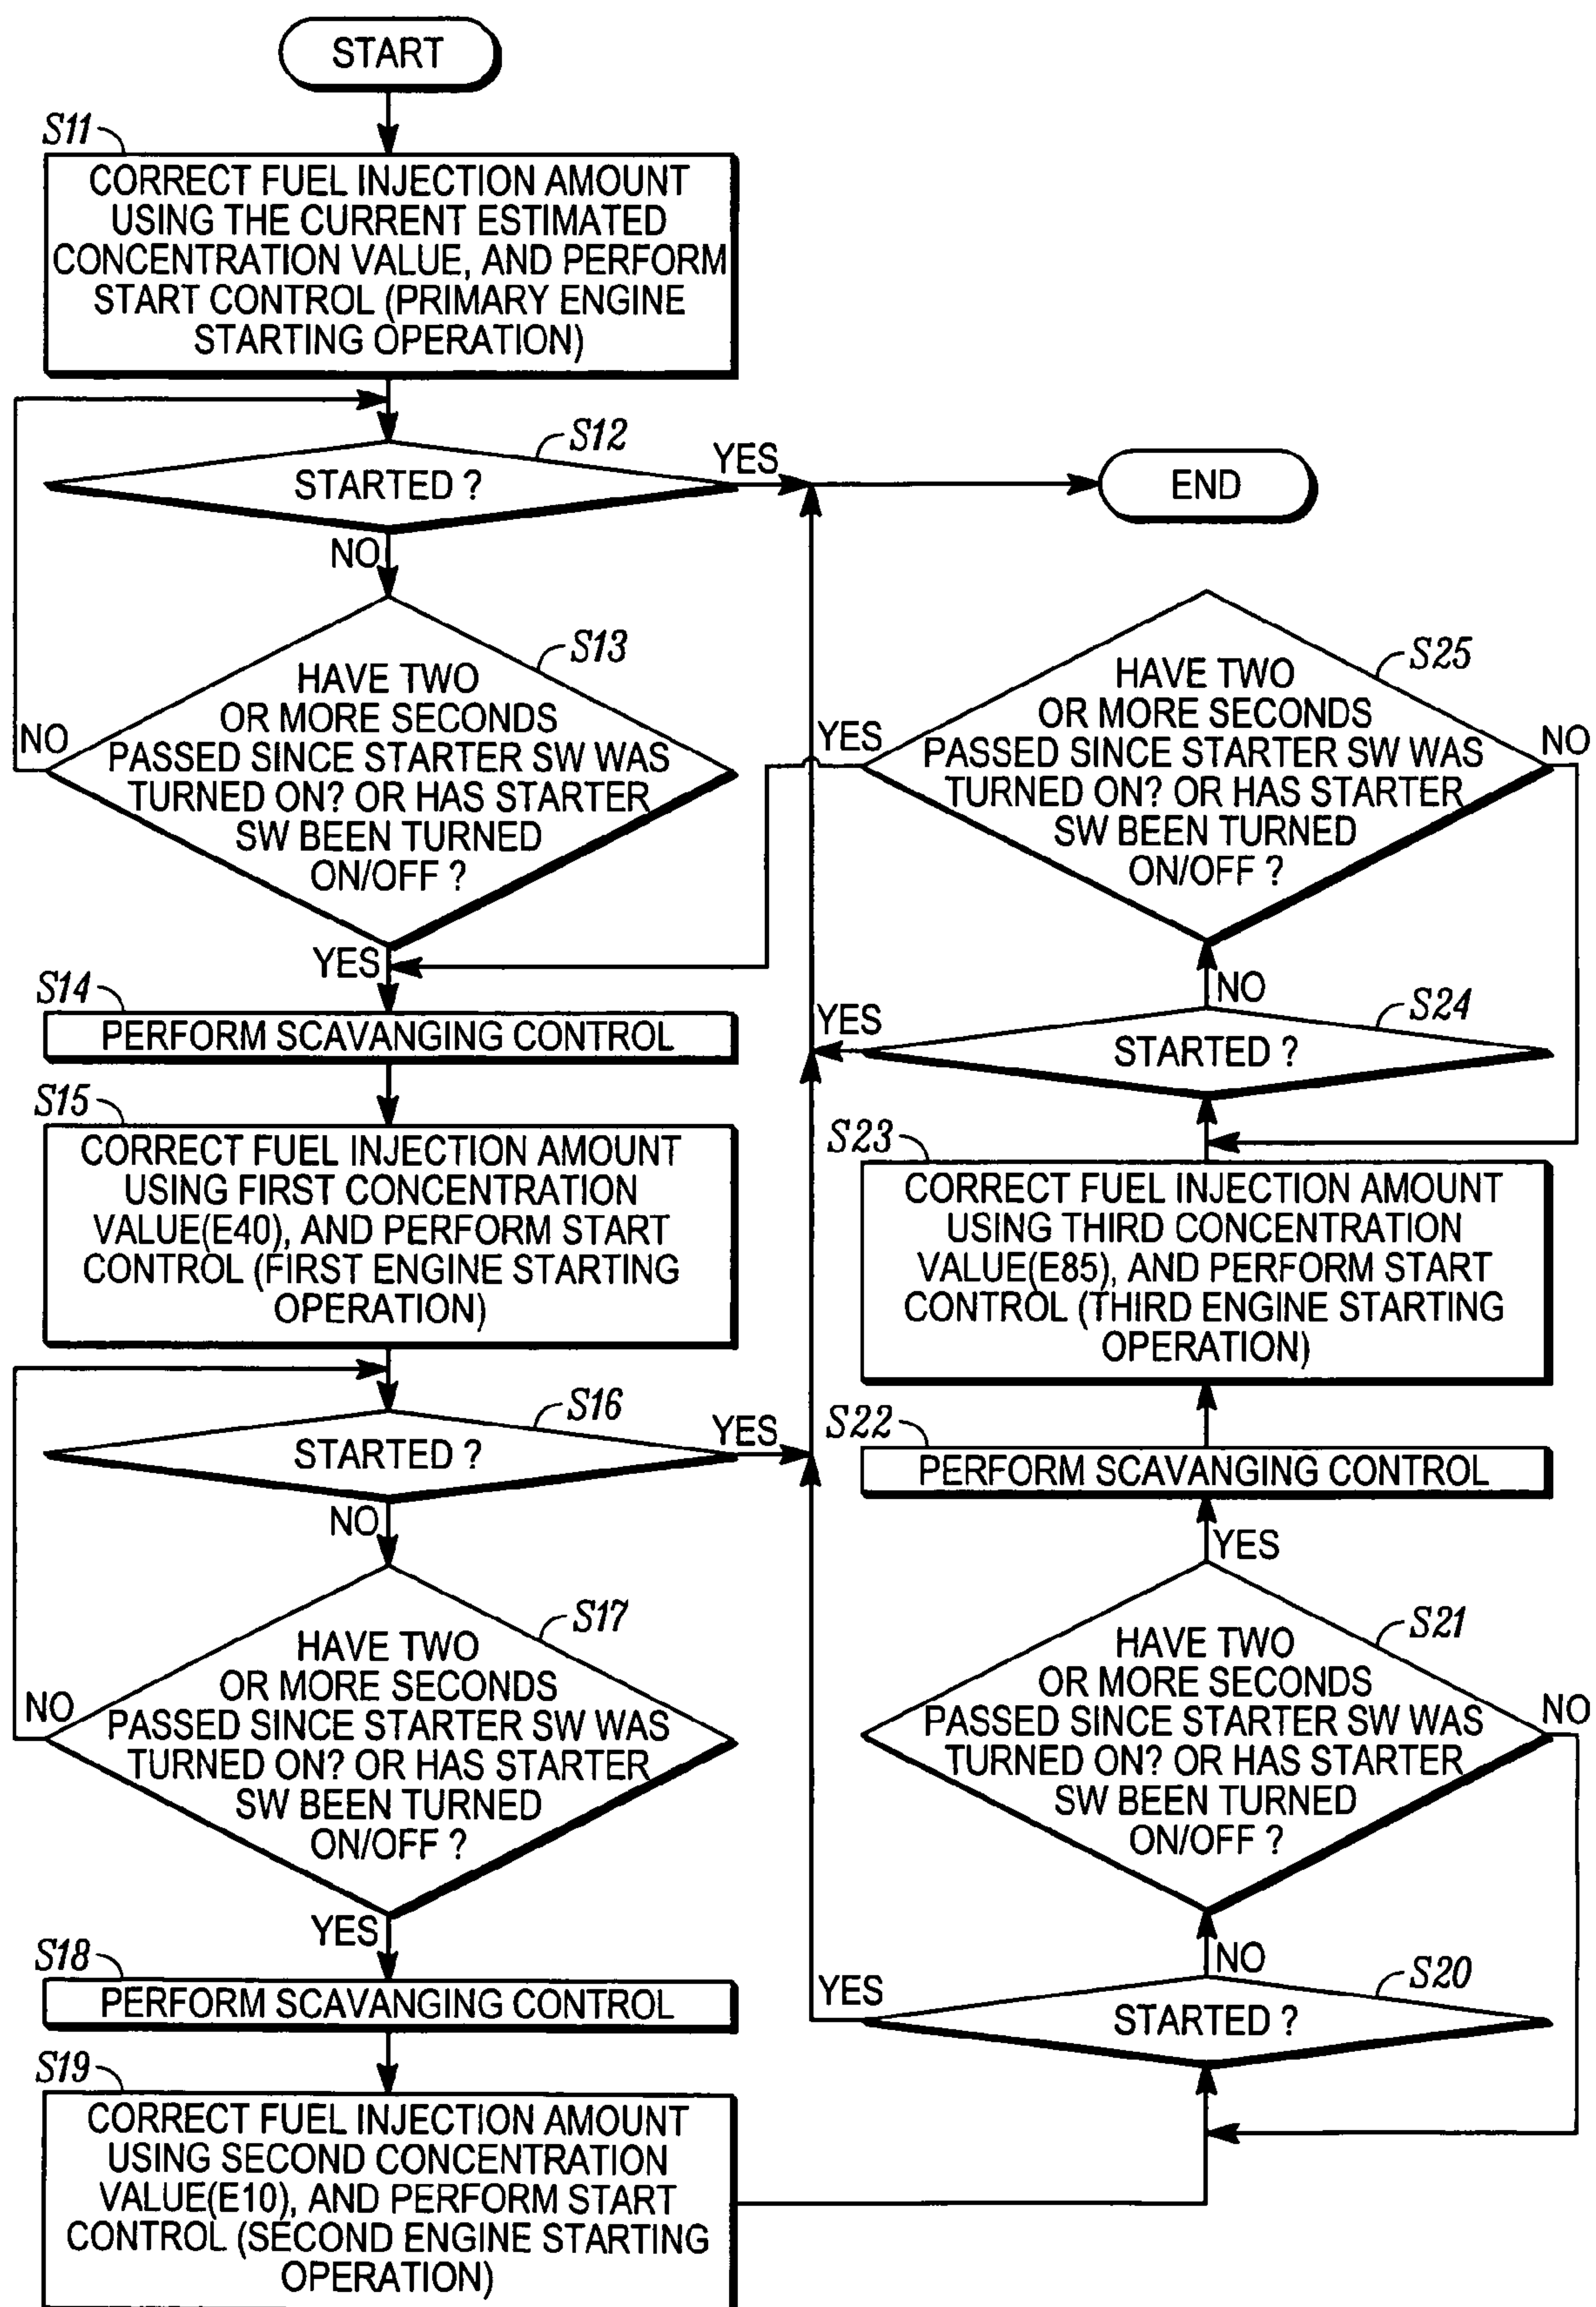 START
S11
CORRECT FUEL INJECTION AMOUNT
USING THE CURRENT ESTIMATED
CONCENTRATION VALUE, AND PERFORM
START CONTROL (PRIMARY ENGINE
STARTING OPERATION)
S12
STARTED ?
YES
END
NO
S13
HAVE TWO
OR MORE SECONDS
PASSED SINCE STARTER SW WAS
TURNED ON? OR HAS STARTER
SW BEEN TURNED
ON/OFF ?
NO
YES
S14
PERFORM SCAVANGING CONTROL
S15
CORRECT FUEL INJECTION AMOUNT
USING FIRST CONCENTRATION
VALUE(E40), AND PERFORM START
CONTROL (FIRST ENGINE STARTING
OPERATION)
S16
STARTED ?
YES
NO
S17
HAVE TWO
OR MORE SECONDS
PASSED SINCE STARTER SW WAS
TURNED ON? OR HAS STARTER
SW BEEN TURNED
ON/OFF ?
NO
YES
S18
PERFORM SCAVANGING CONTROL
S19
CORRECT FUEL INJECTION AMOUNT
USING SECOND CONCENTRATION
VALUE(E10), AND PERFORM START
CONTROL (SECOND ENGINE STARTING
OPERATION)
S25
HAVE TWO
OR MORE SECONDS
PASSED SINCE STARTER SW WAS
TURNED ON? OR HAS STARTER
SW BEEN TURNED
ON/OFF ?
YES
NO
NO
S24
YES
STARTED ?
S23
CORRECT FUEL INJECTION AMOUNT
USING THIRD CONCENTRATION
VALUE(E85), AND PERFORM START
CONTROL (THIRD ENGINE STARTING
OPERATION)
S22
PERFORM SCAVANGING CONTROL
YES
S21
HAVE TWO
OR MORE SECONDS
PASSED SINCE STARTER SW WAS
TURNED ON? OR HAS STARTER
SW BEEN TURNED
ON/OFF ?
NO
NO
S20
YES
STARTED ?